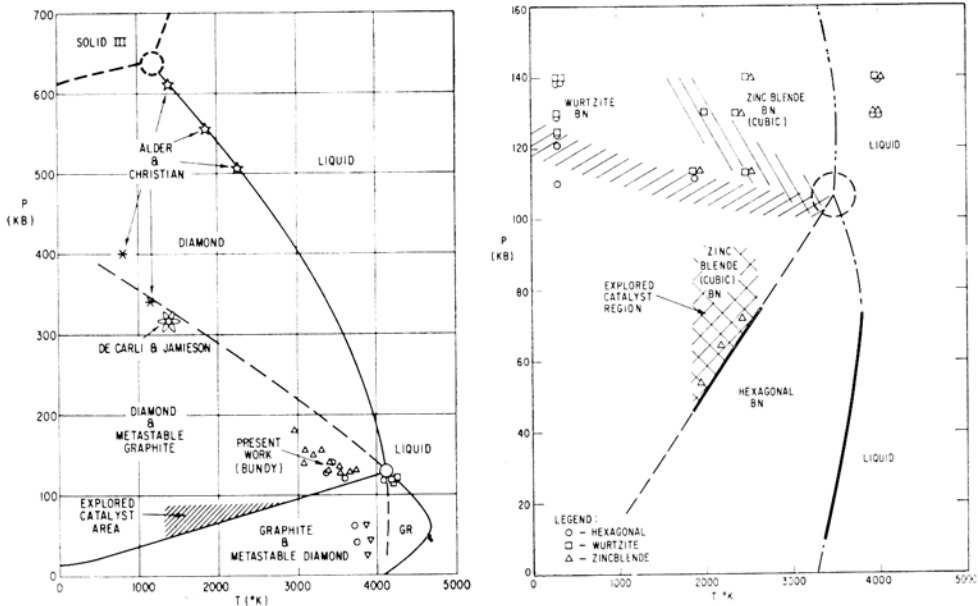 700
SOLID III
600
ALDER
&
CHRISTIAN
LIQUID
500
P
(KB)
DIAMOND
400
300
DE CARLI & JAMIESON
200
DIAMOND
&
METASTABLE
GRAPHITE
PRESENT
WORK
(BUNDY)
LIQUID
100
EXPLORED
CATALYST
AREA
GRAPHITE
&
METASTABLE DIAMOND
GR
0
0 1000 2000 3000 4000 5000
T (°K)
160
140
WURTZITE
BN
ZINC
BLENDE
BN
(CUBIC)
LIQUID
120
100
P
(KB)
80
ZINC
BLENDE
(CUBIC)
BN
EXPLORED
CATALYST
REGION
60
HEXAGONAL
BN
40
LIQUID
20
LEGEND:
○ - HEXAGONAL
□ - WURTZITE
△ - ZINCBLENDE
0
0 1000 2000 3000 4000 5000
T °K